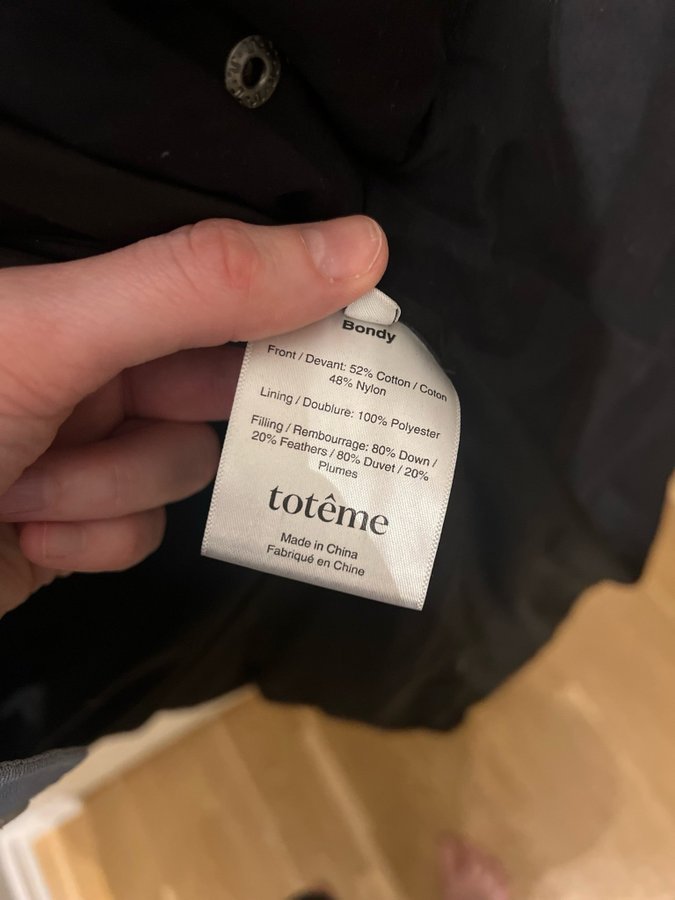 Bondy
Front / Devant: 52% Cotton / Coton
48% Nylon
Lining / Doublure: 100% Polyester
Filling / Rembourrage: 80% Down /
20% Feathers / 80% Duvet / 20%
Plumes
totême
Made in China
Fabriqué en Chine